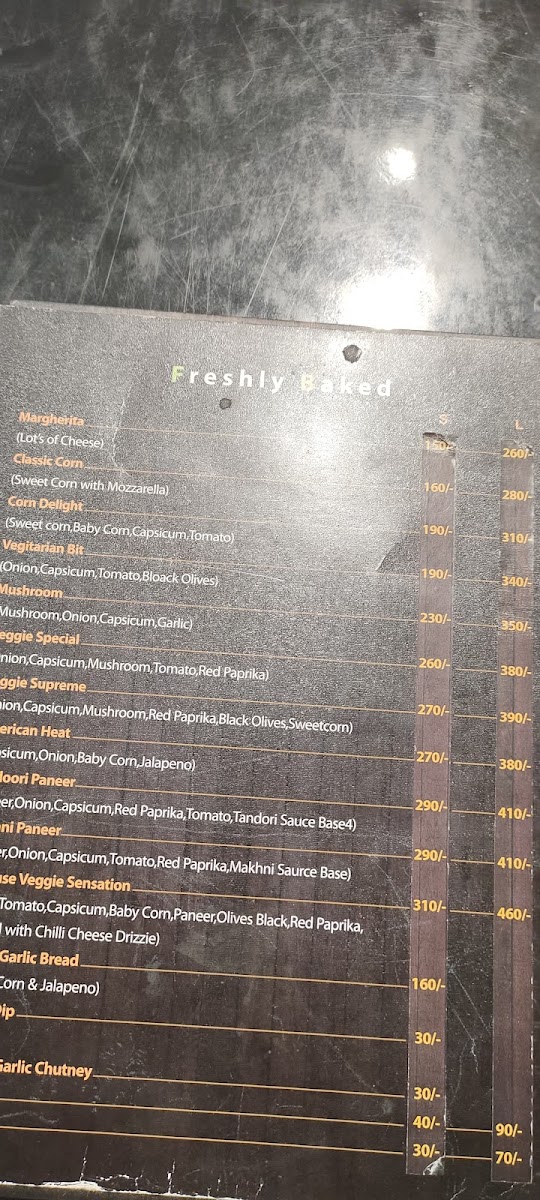 Freshly Baked
S L
Margherita 150/- 260/-
(Lot's of Cheese)
Classic Corn 160/- 280/-
(Sweet Corn with Mozzarella)
Corn Delight 190/- 310/-
(Sweet corn,Baby Corn,Capsicum,Tomato)
Vegitarian Bit 190/- 340/-
(Onion,Capsicum,Tomato,Bloack Olives)
Mushroom 230/- 350/-
Mushroom,Onion,Capsicum,Garlic)
eggie Special 260/- 380/-
nion,Capsicum,Mushroom,Tomato,Red Paprika)
ggie Supreme 270/- 390/-
nion,Capsicum,Mushroom,Red Paprika,Black Olives,Sweetcorn)
erican Heat 270/- 380/-
psicum,Onion,Baby Corn,Jalapeno)
doori Paneer 290/- 410/-
er,Onion,Capsicum,Red Paprika,Tomato,Tandori Sauce Base4)
ni Paneer 290/- 410/-
er,Onion,Capsicum,Tomato,Red Paprika,Makhni Saurce Base)
use Veggie Sensation 310/- 460/-
Tomato,Capsicum,Baby Corn,Paneer,Olives Black,Red Paprika,
l with Chilli Cheese Drizzie)
Garlic Bread 160/-
Corn & Jalapeno)
Dip 30/-
Garlic Chutney 30/-
40/- 90/-
30/- 70/-